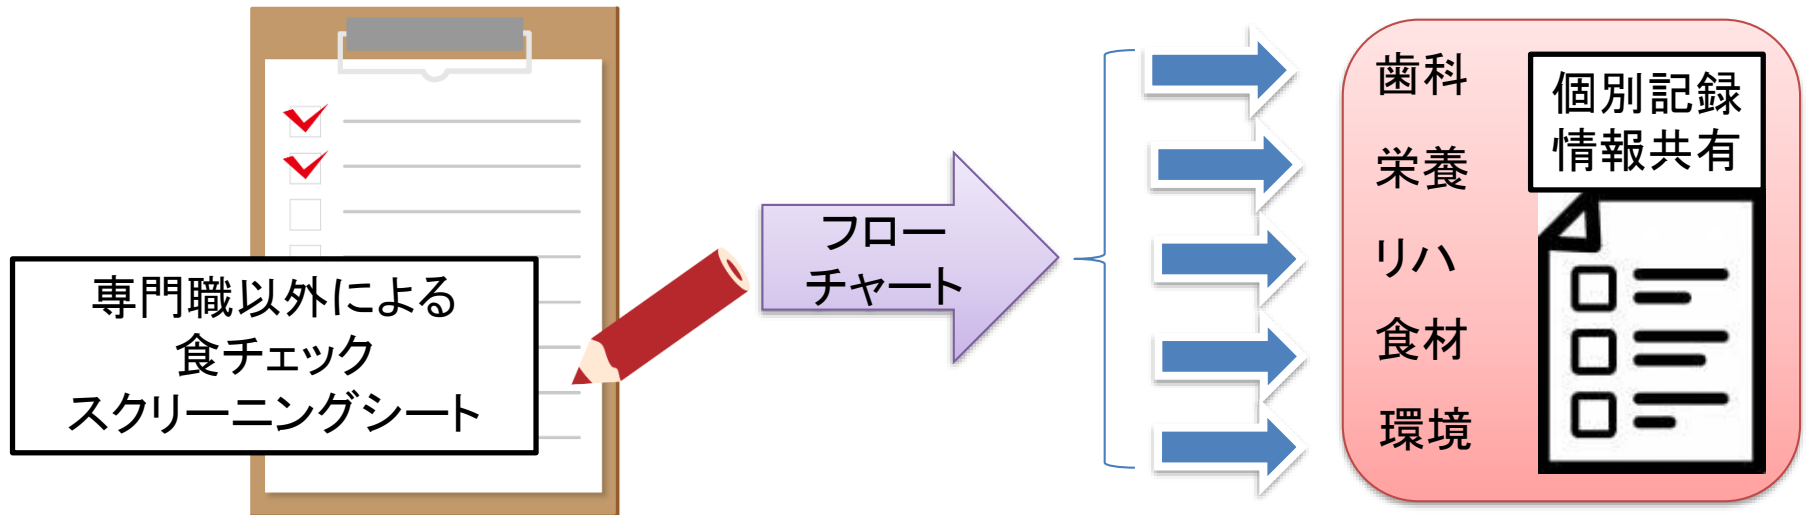 専門職以外による
食チェック
スクリーニングシート
フロー
チャート
歯科
栄養
リハ
食材
環境
個別記録
情報共有